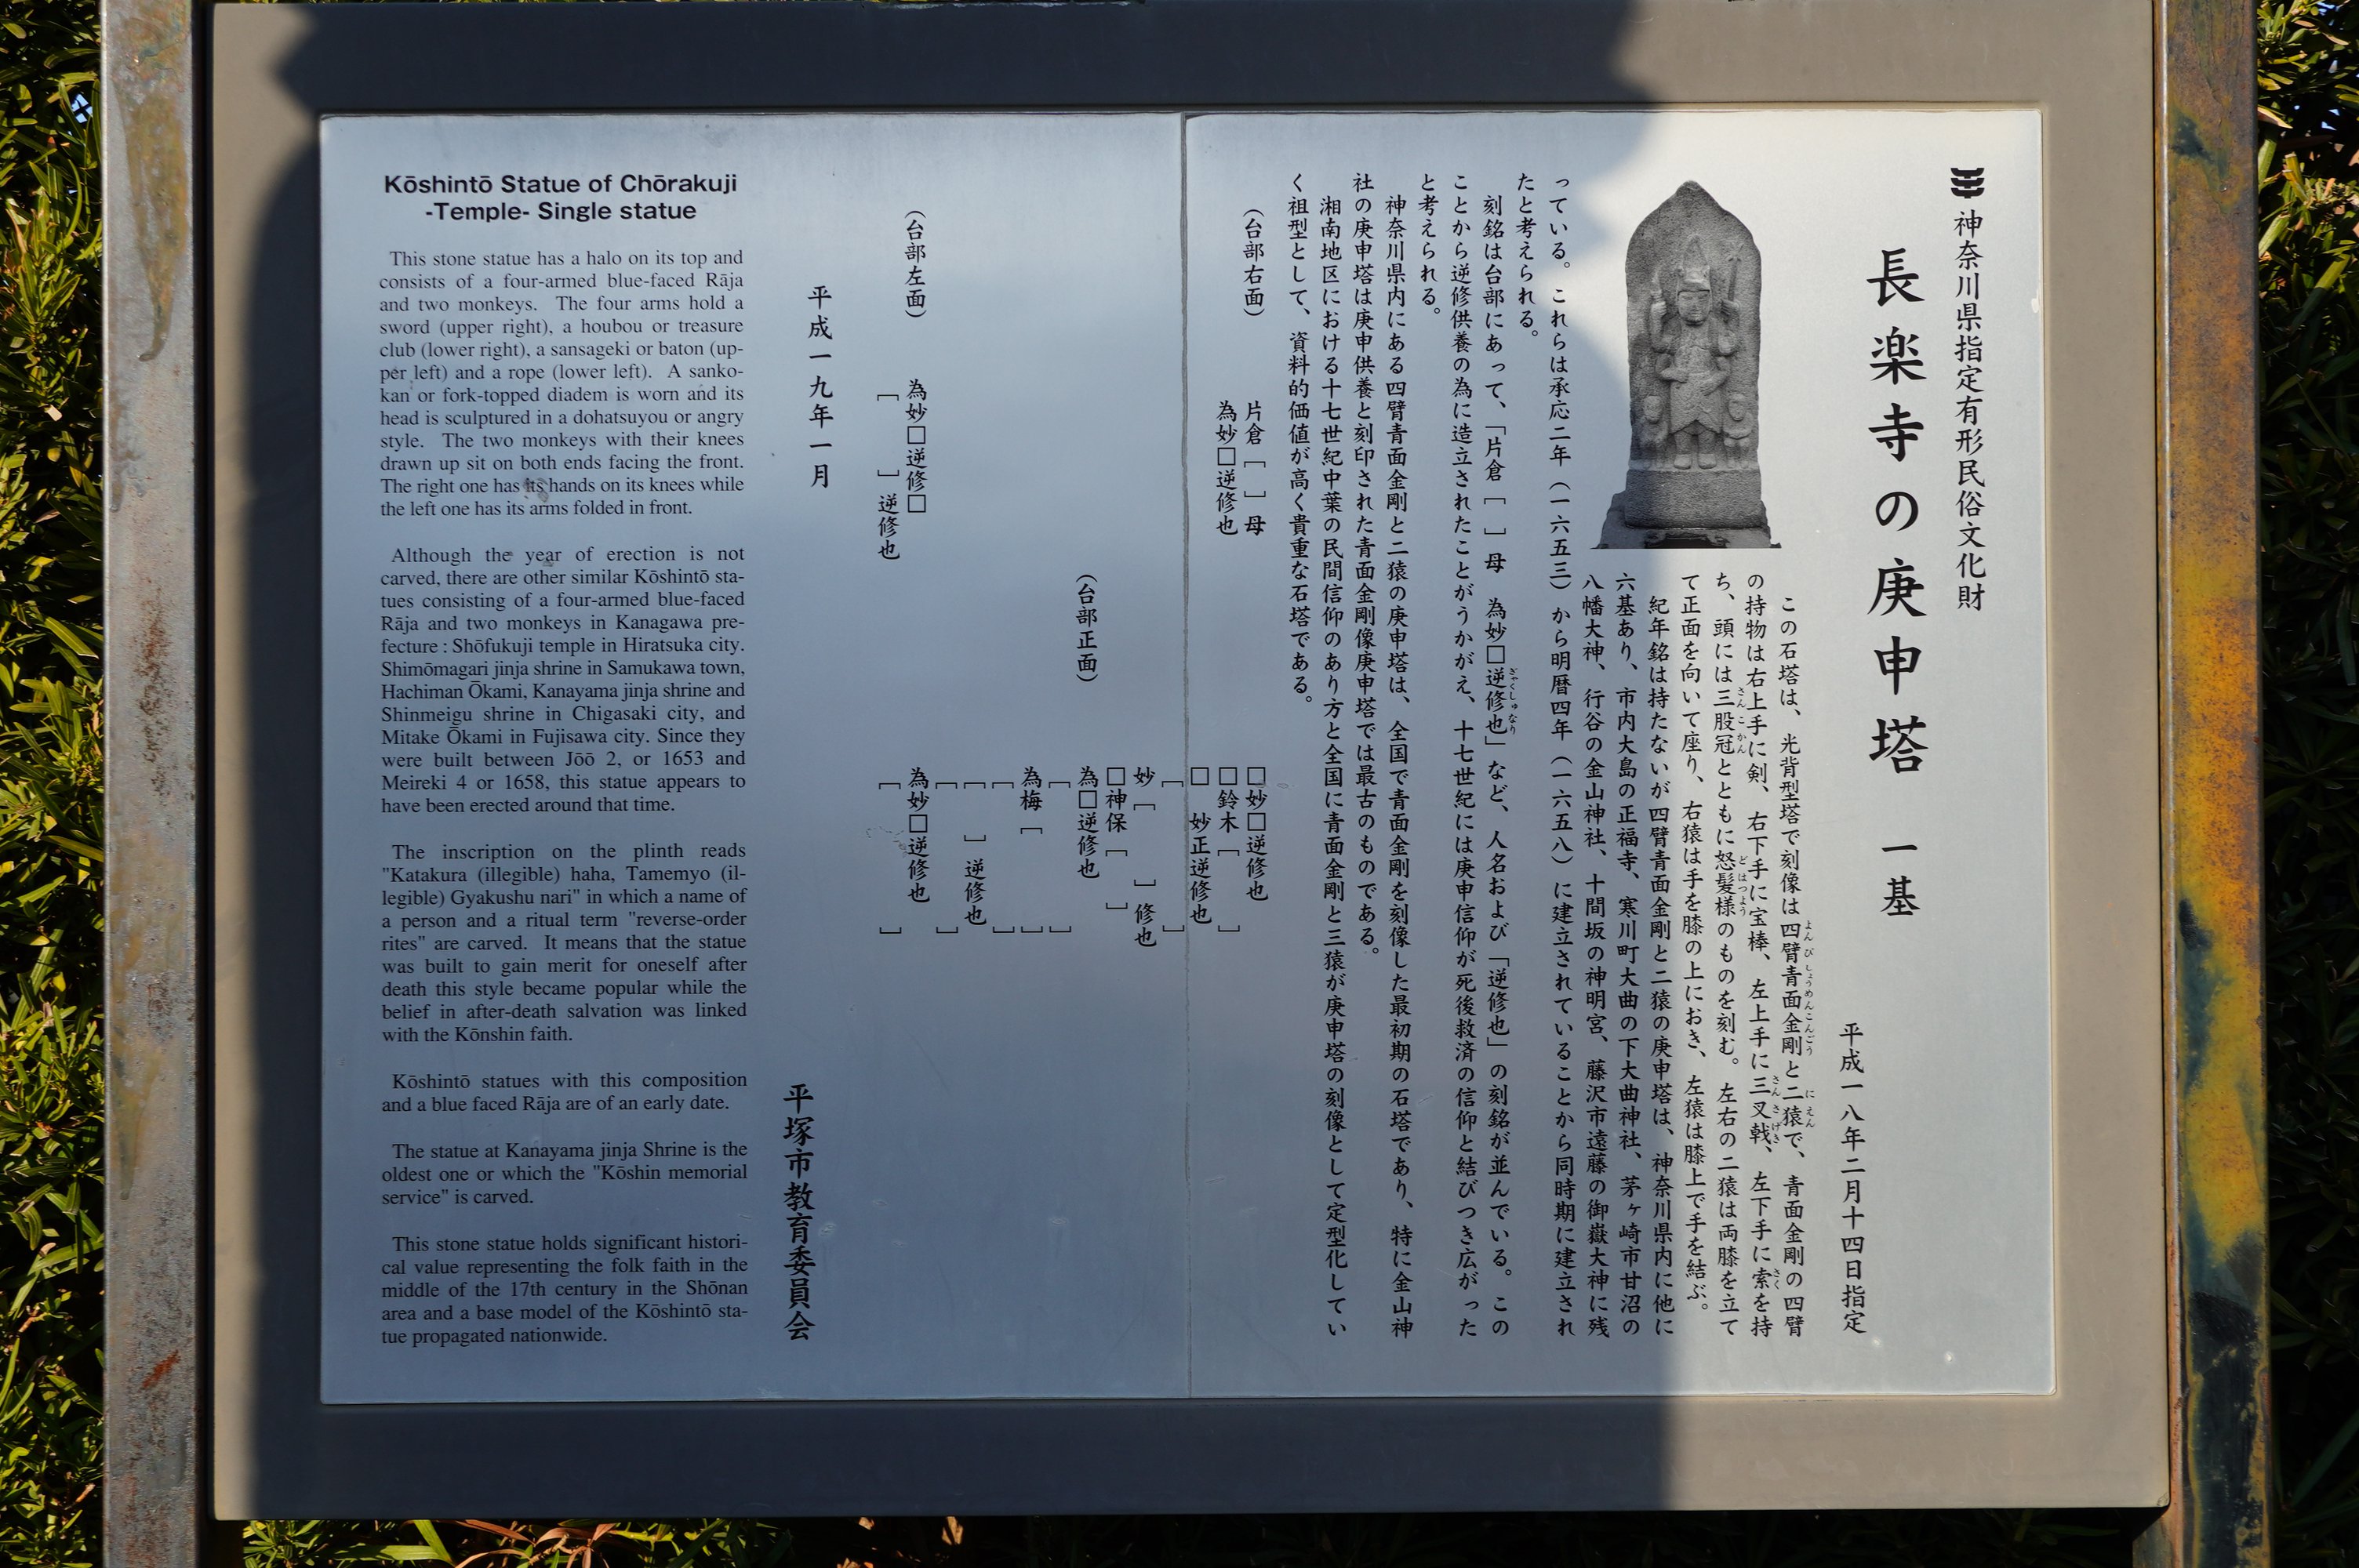 神奈川県指定有形民俗文化財
長楽寺の庚申塔 一基
平成一八年二月十四日指定
この石塔は、光背型塔で刻像は四臂青面金剛と二猿で、青面金剛の四臂
の持物は右上手に剣、右下手に宝棒、左上手に三叉戟、左下手に索を持
ち、頭には三股冠とともに怒髪様のものを刻む。左右の二猿は両膝を立て
て正面を向いて座り、右猿は手を膝の上におき、左猿は膝上で手を結ぶ。
紀年銘は持たないが四臂青面金剛と二猿の庚申塔は、神奈川県内に他に
六基あり、市内大島の正福寺、寒川町大曲の下大曲神社、茅ヶ崎市甘沼の
八幡大神、行谷の金山神社、十間坂の神明宮、藤沢市遠藤の御嶽大神に残
っている。これらは承応二年（一六五三）から明暦四年（一六五八）に建立されていることから同時期に建立され
たと考えられる。
刻銘は台部にあって、「片倉［　］母　為妙□逆修也」など、人名および「逆修也」の刻銘が並んでいる。この
ことから逆修供養の為に造立されたことがうかがえ、十七世紀には庚申信仰が死後救済の信仰と結びつき広がった
と考えられる。
神奈川県内にある四臂青面金剛と二猿の庚申塔は、全国で青面金剛を刻像した最初期の石塔であり、特に金山神
社の庚申塔は庚申供養と刻印された青面金剛像庚申塔では最古のものである。
湘南地区における十七世紀中葉の民間信仰のあり方と全国に青面金剛と三猿が庚申塔の刻像として定型化してい
く祖型として、資料的価値が高く貴重な石塔である。
（台部右面）　片倉［　］母
為妙□逆修也
（台部正面）
□妙□逆修也
□鈴木［　］
□　妙正逆修也
［　］
妙［　］修也
□神保［　］
為□逆修也
［　］
為梅［　］
［　］
［　］逆修也
［　］
為妙□逆修也
［　］
（台部左面）　為妙□逆修□
［　］逆修也
平成一九年一月
平塚市教育委員会
Kōshintō Statue of Chōrakuji
-Temple- Single statue
This stone statue has a halo on its top and
consists of a four-armed blue-faced Rāja
and two monkeys. The four arms hold a
sword (upper right), a houbou or treasure
club (lower right), a sansageki or baton (up-
per left) and a rope (lower left). A sanko-
kan or fork-topped diadem is worn and its
head is sculptured in a dohatsuyou or angry
style. The two monkeys with their knees
drawn up sit on both ends facing the front.
The right one has its hands on its knees while
the left one has its arms folded in front.
Although the year of erection is not
carved, there are other similar Kōshintō sta-
tues consisting of a four-armed blue-faced
Rāja and two monkeys in Kanagawa pre-
fecture : Shōfukuji temple in Hiratsuka city.
Shimōmagari jinja shrine in Samukawa town,
Hachiman Ōkami, Kanayama jinja shrine and
Shinmeigu shrine in Chigasaki city, and
Mitake Ōkami in Fujisawa city. Since they
were built between Jōō 2, or 1653 and
Meireki 4 or 1658, this statue appears to
have been erected around that time.
The inscription on the plinth reads
"Katakura (illegible) haha, Tamemyo (il-
legible) Gyakushu nari" in which a name of
a person and a ritual term "reverse-order
rites" are carved. It means that the statue
was built to gain merit for oneself after
death this style became popular while the
belief in after-death salvation was linked
with the Kōnshin faith.
Kōshintō statues with this composition
and a blue faced Rāja are of an early date.
The statue at Kanayama jinja Shrine is the
oldest one or which the "Kōshin memorial
service" is carved.
This stone statue holds significant histori-
cal value representing the folk faith in the
middle of the 17th century in the Shōnan
area and a base model of the Kōshintō sta-
tue propagated nationwide.